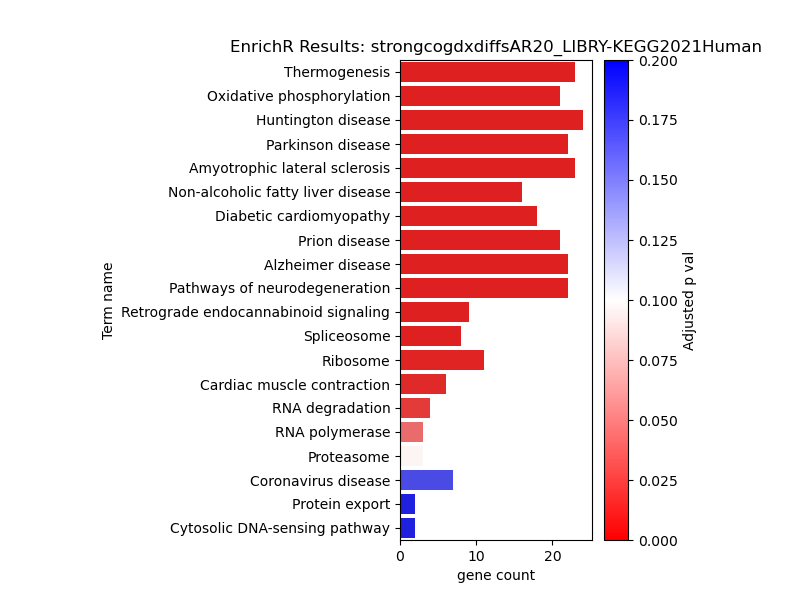 EnrichR Results: strongcogdxdiffsAR20_LIBRY-KEGG2021Human
Thermogenesis
Oxidative phosphorylation
Huntington disease
Parkinson disease
Amyotrophic lateral sclerosis
Non-alcoholic fatty liver disease
Diabetic cardiomyopathy
Prion disease
Alzheimer disease
Pathways of neurodegeneration
Retrograde endocannabinoid signaling
Spliceosome
Ribosome
Cardiac muscle contraction
RNA degradation
RNA polymerase
Proteasome
Coronavirus disease
Protein export
Cytosolic DNA-sensing pathway
Term name
0 10 20
gene count
0.200
0.175
0.150
0.125
0.100
0.075
0.050
0.025
0.000
Adjusted p val